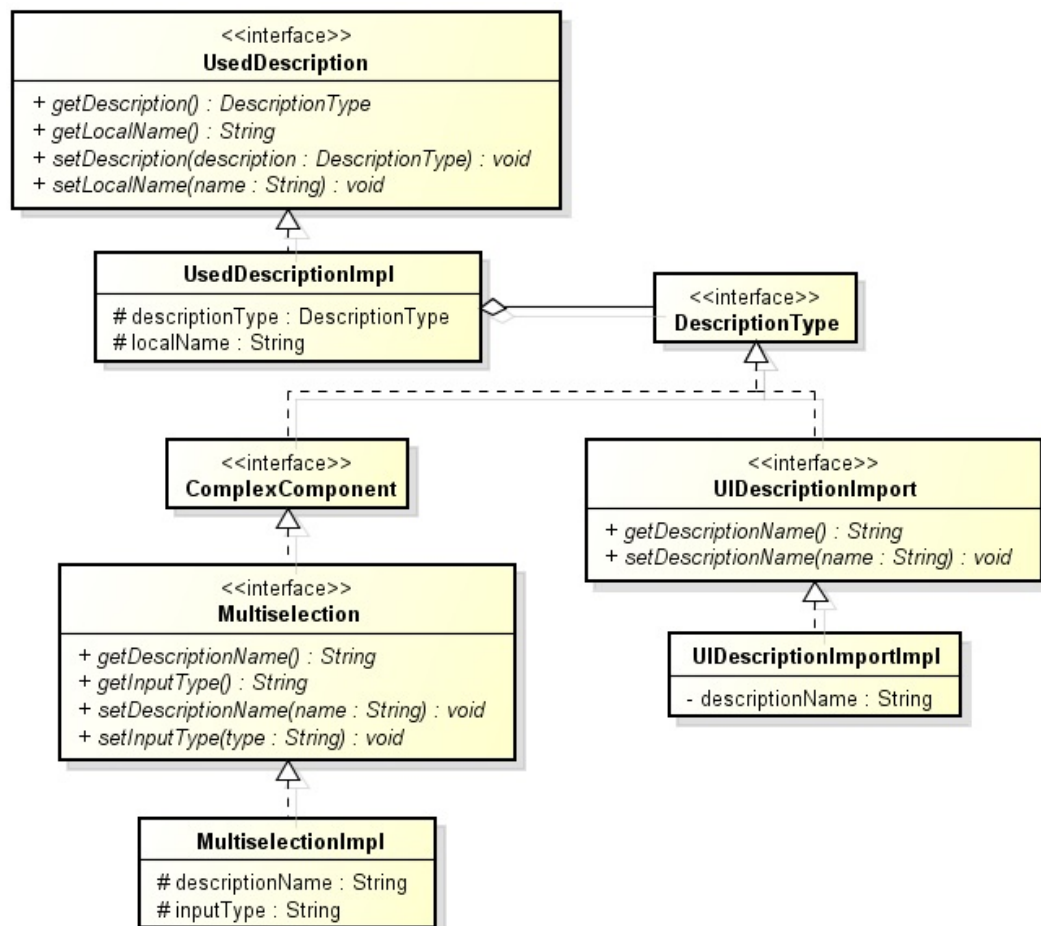 <<interface>>
UsedDescription
+ getDescription() : DescriptionType
+ getLocalName() : String
+ setDescription(description : DescriptionType) : void
+ setLocalName(name : String) : void
UsedDescriptionImpl
# descriptionType : DescriptionType
# localName : String
<<interface>>
DescriptionType
<<interface>>
ComplexComponent
<<interface>>
UIDescriptionImport
+ getDescriptionName() : String
+ setDescriptionName(name : String) : void
<<interface>>
Multiselection
+ getDescriptionName() : String
+ getInputType() : String
+ setDescriptionName(name : String) : void
+ setInputType(type : String) : void
UIDescriptionImportImpl
- descriptionName : String
MultiselectionImpl
# descriptionName : String
# inputType : String